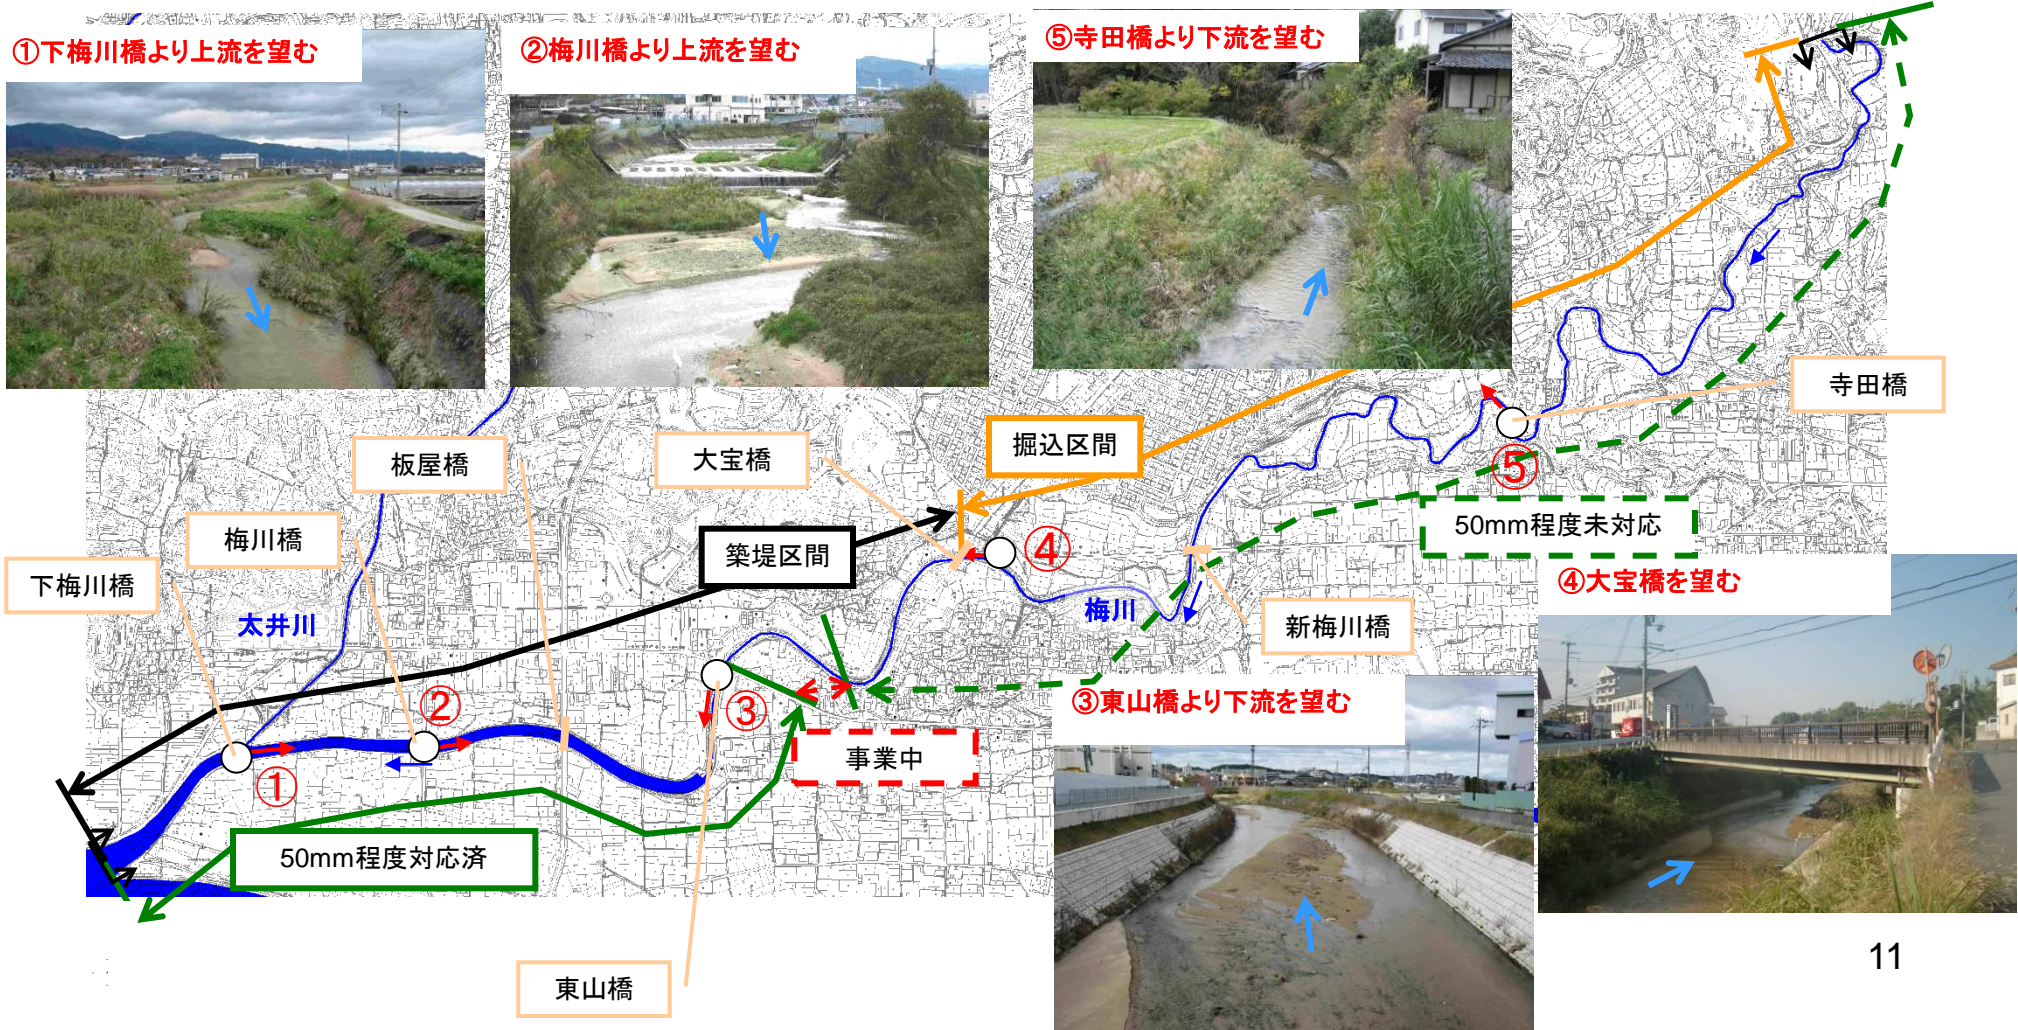 ①下梅川橋より上流を望む
②梅川橋より上流を望む
⑤寺田橋より下流を望む
寺田橋
板屋橋
大宝橋
掘込区間
⑤
50mm程度未対応
梅川橋
築堤区間
④
下梅川橋
太井川
梅川
新梅川橋
④大宝橋を望む
②
③
③東山橋より下流を望む
事業中
①
50mm程度対応済
東山橋
11